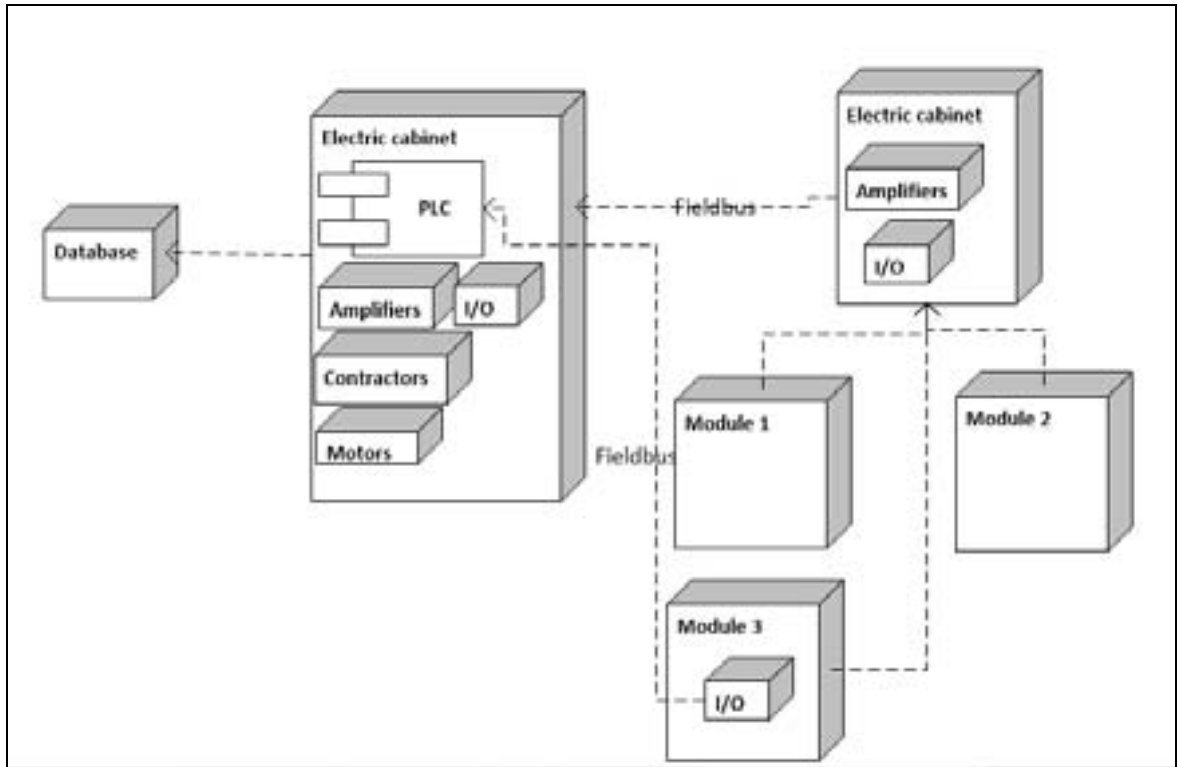 Database
Electric cabinet
PLC
Amplifiers
I/O
Contractors
Motors
Fieldbus
Electric cabinet
Amplifiers
I/O
Module 1
Module 2
Fieldbus
Module 3
I/O